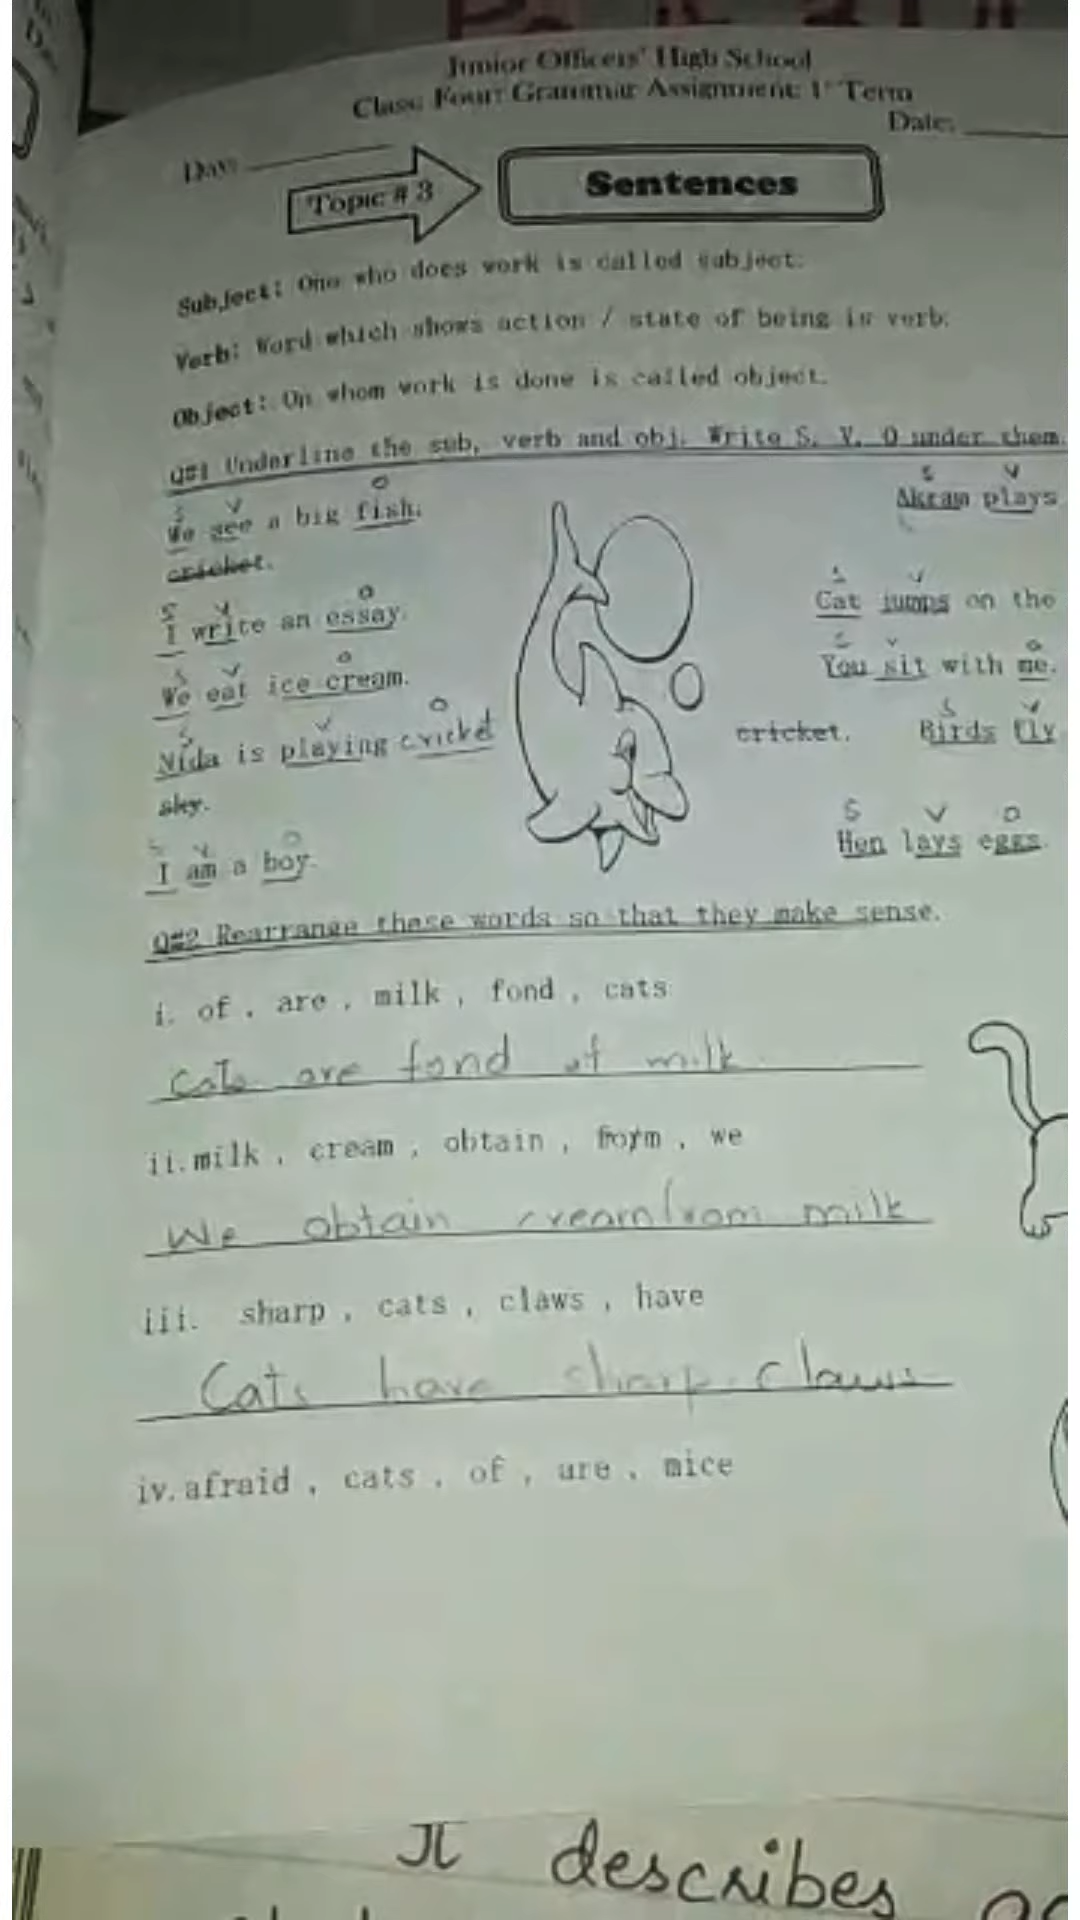 Junior Officers' High School
Class: Four: Grammar Assignment: 1st Term
Day: Date:
Topic # 3 Sentences
Subject: One who does work is called subject.
Verb: Word which shows action / state of being is verb.
Object: On whom work is done is called object.
Q#1 Underline the sub, verb and obj. Write S, V, O under them.
S V O S V
We see a big fish. Akram plays
cricket.
S V O S V
I write an essay. Cat jumps on the
S V O S V O
We eat ice cream. You sit with me.
S V O S V
Nida is playing cricket cricket. Birds fly
sky.
S V O S V O
I am a boy. Hen lays eggs.
Q#2 Rearrange these words so that they make sense.
i. of , are , milk , fond , cats
Cats are fond of milk
ii. milk , cream , obtain , form , we
We obtain cream from milk
iii. sharp , cats , claws , have
Cats have sharp claws
iv. afraid , cats , of , are , mice
It describes